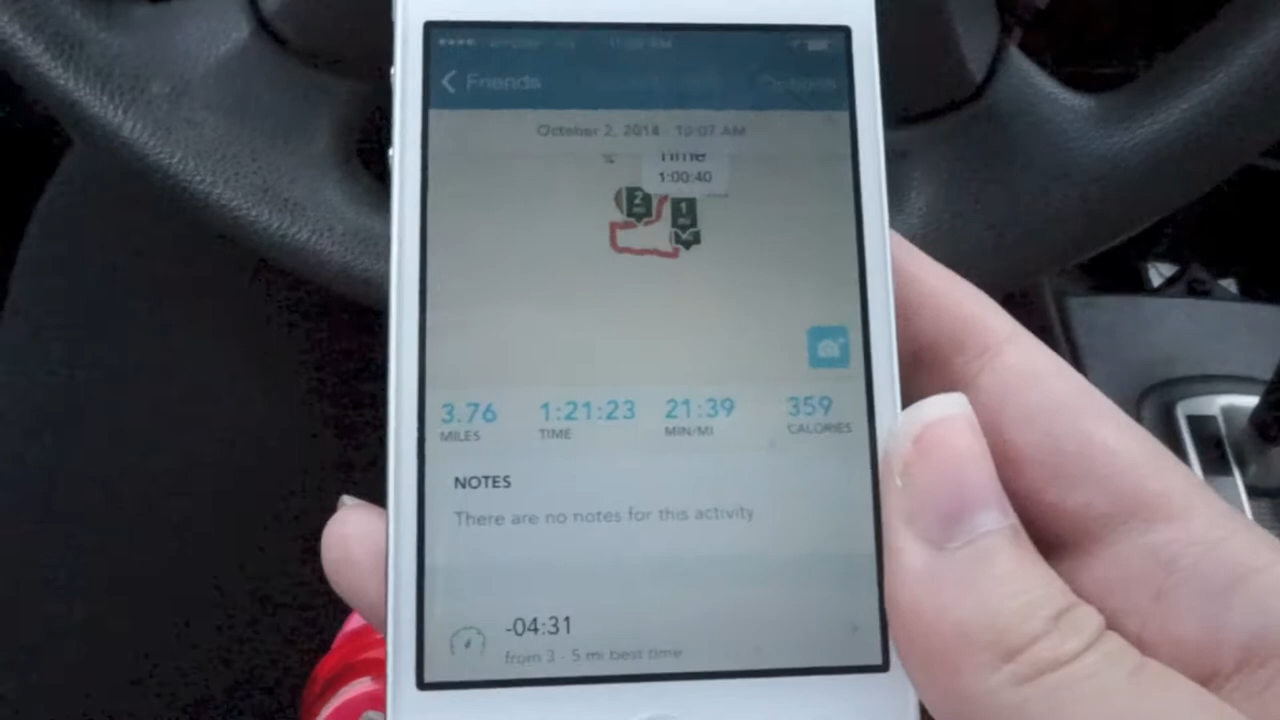 Friends
October 2, 2014 - 10:07 AM
Time
1:00:40
2
mi
1
mi
3.76
1:21:23
21:39
359
MILES
TIME
MIN/MI
CALORIES
NOTES
There are no notes for this activity
-04:31
from 3 - 5 mi best time